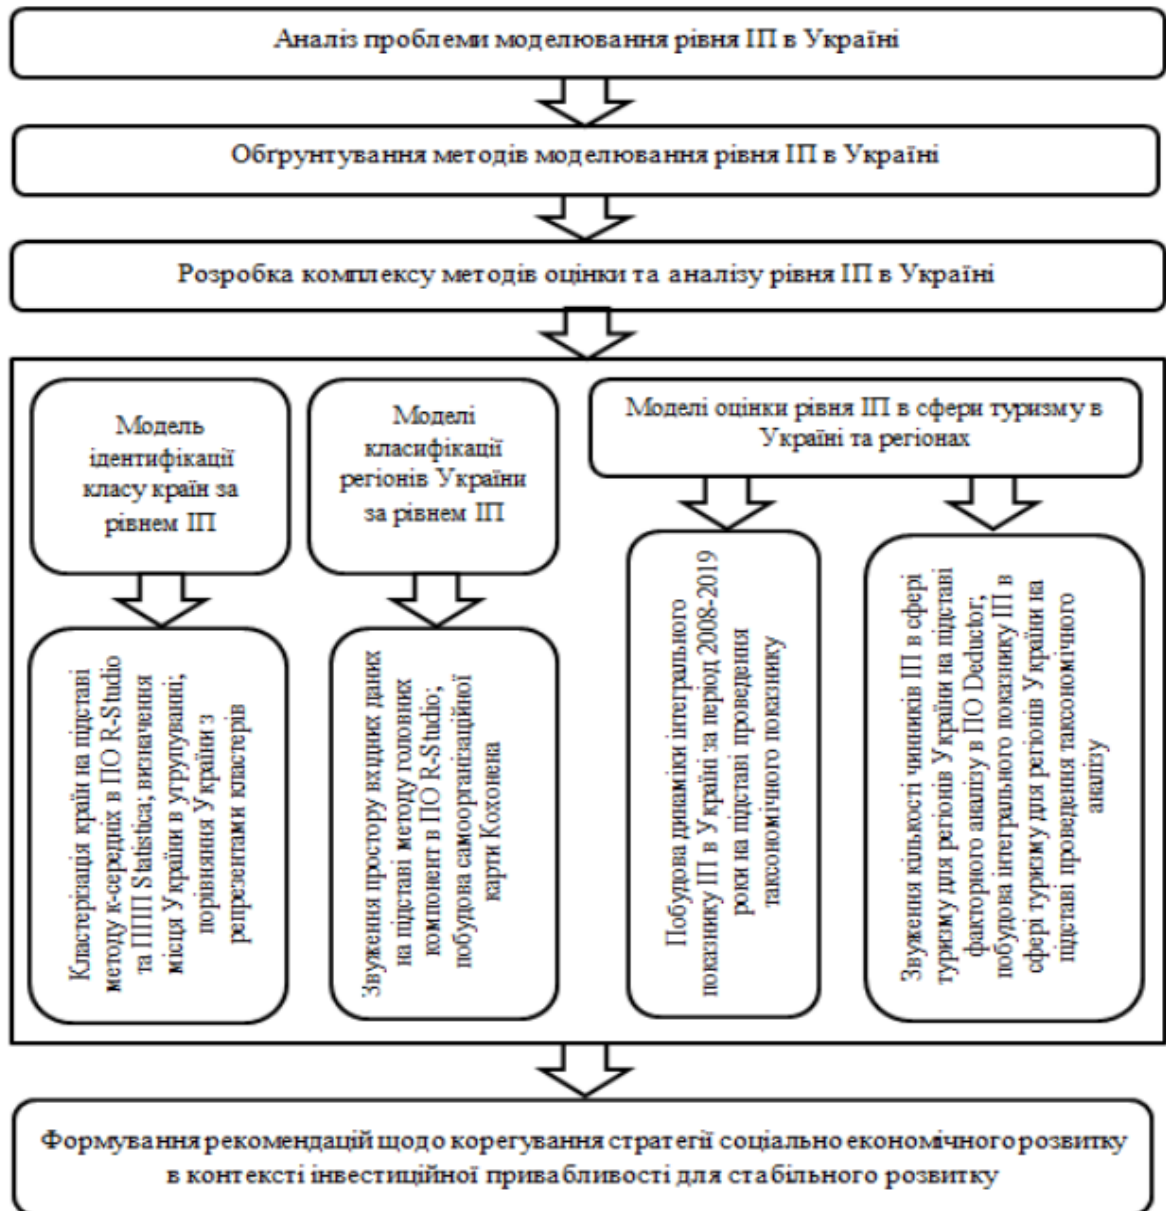 Аналіз проблеми моделювання рівня ІП в Україні
Обґрунтування методів моделювання рівня ІП в Україні
Розробка комплексу методів оцінки та аналізу рівня ІП в Україні
Модель
ідентифікації
класу країн за
рівнем ІП
Моделі
класифікації
регіонів України
за рівнем ІП
Моделі оцінки рівня ІП в сфери туризму в
Україні та регіонах
Кластерізація країн на підставі
методу к-середніх в ПО R-Studio
та ППП Statistica; визначення
місця України в угрупуванні;
порівняння України з
репрезентами кластерів
Звуження простору вхідних даних
на підставі методу головних
компонент в ПО R-Studio;
побудова самоорганізаційної
карти Кохонена
Побудова динаміки інтегрального
показнику ІП в Україні за період 2008-2019
роки на підставі проведення
таксономічного показнику
Звуження кількості чинників ІП в сфері
туризму для регіонів України на підставі
факторного аналізу в ПО Deductor;
побудова інтегрального показнику ІП в
сфері туризму для регіонів України на
підставі проведення таксономічного
аналізу
Формування рекомендацій щодо корегування стратегії соціально економічного розвитку
в контексті інвестиційної привабливості для стабільного розвитку